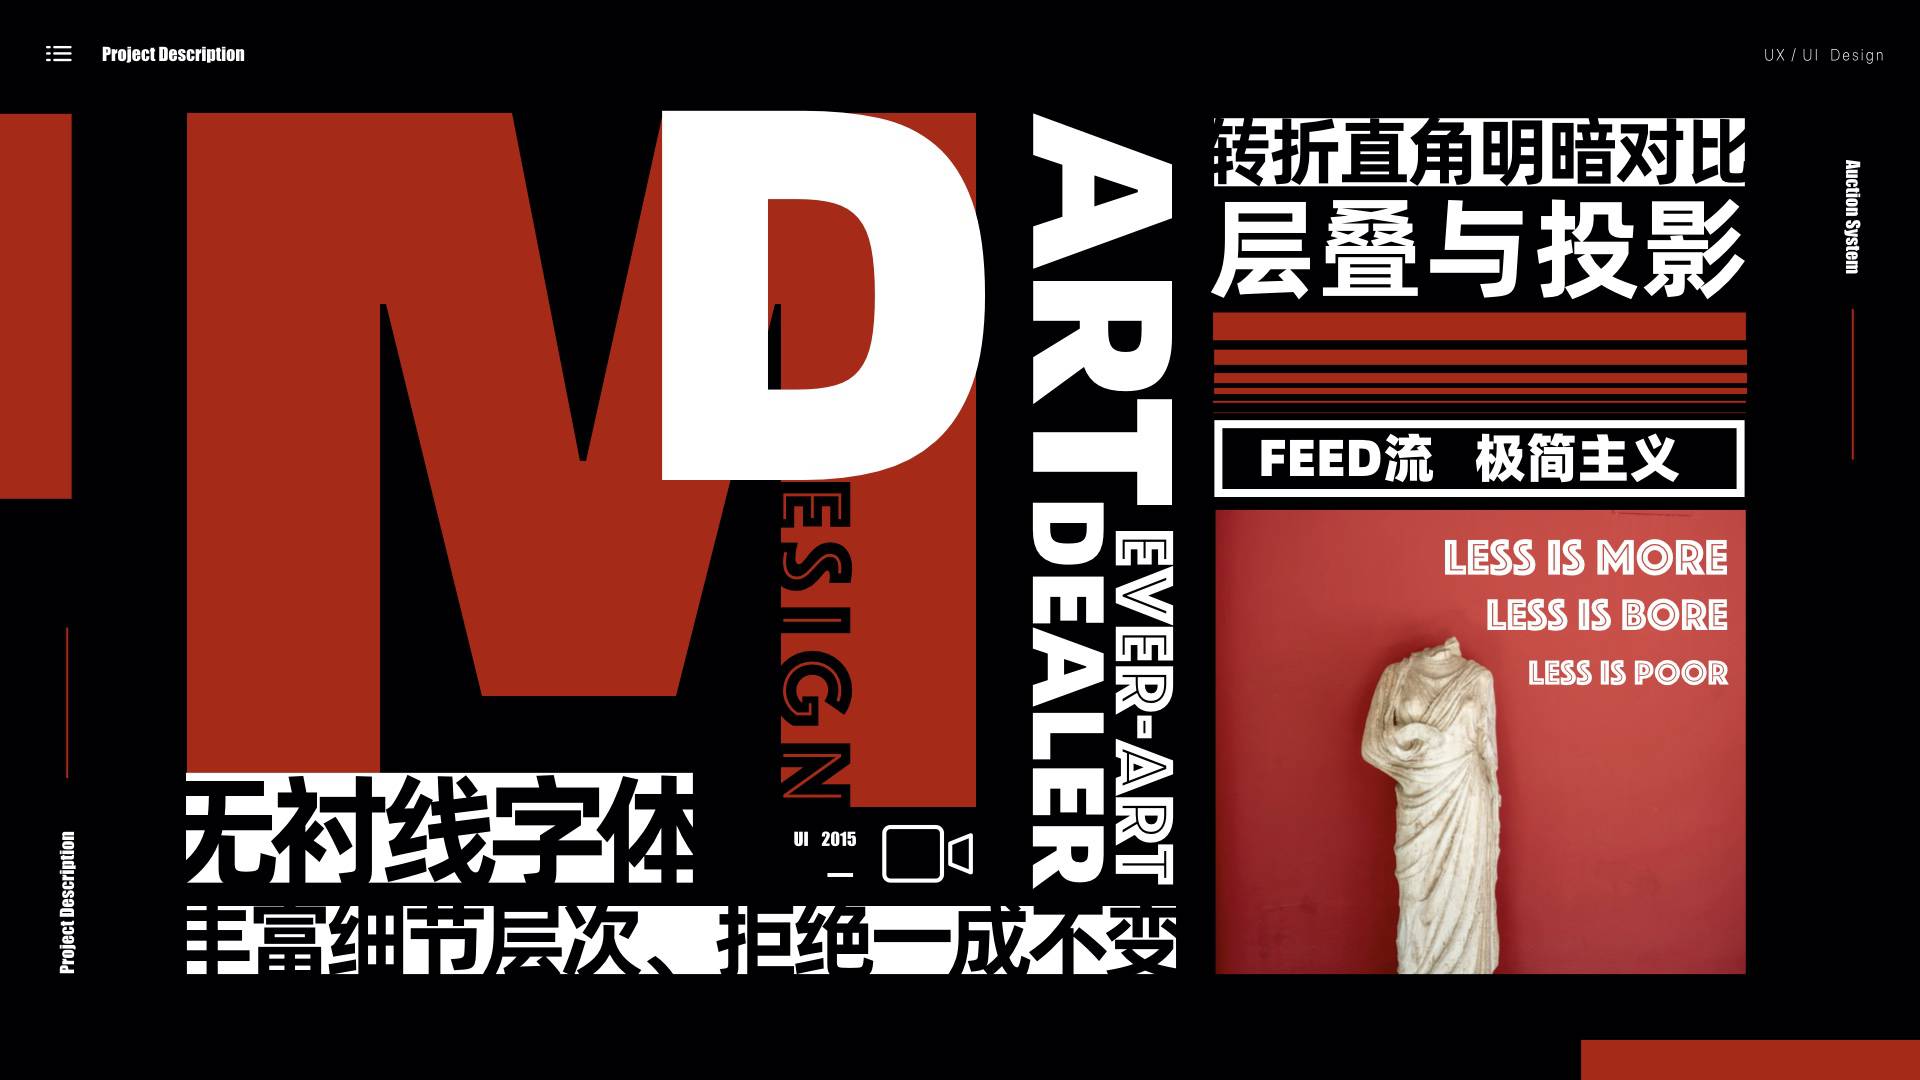 Project Description
UX / UI Design
M
D
ESIGN
ART
DEALER
EVER-ART
转折直角明暗对比
层叠与投影
FEED流 极简主义
LESS IS MORE
LESS IS BORE
LESS IS POOR
无衬线字体
UI 2015
丰富细节层次、拒绝一成不变
Project Description
Auction System